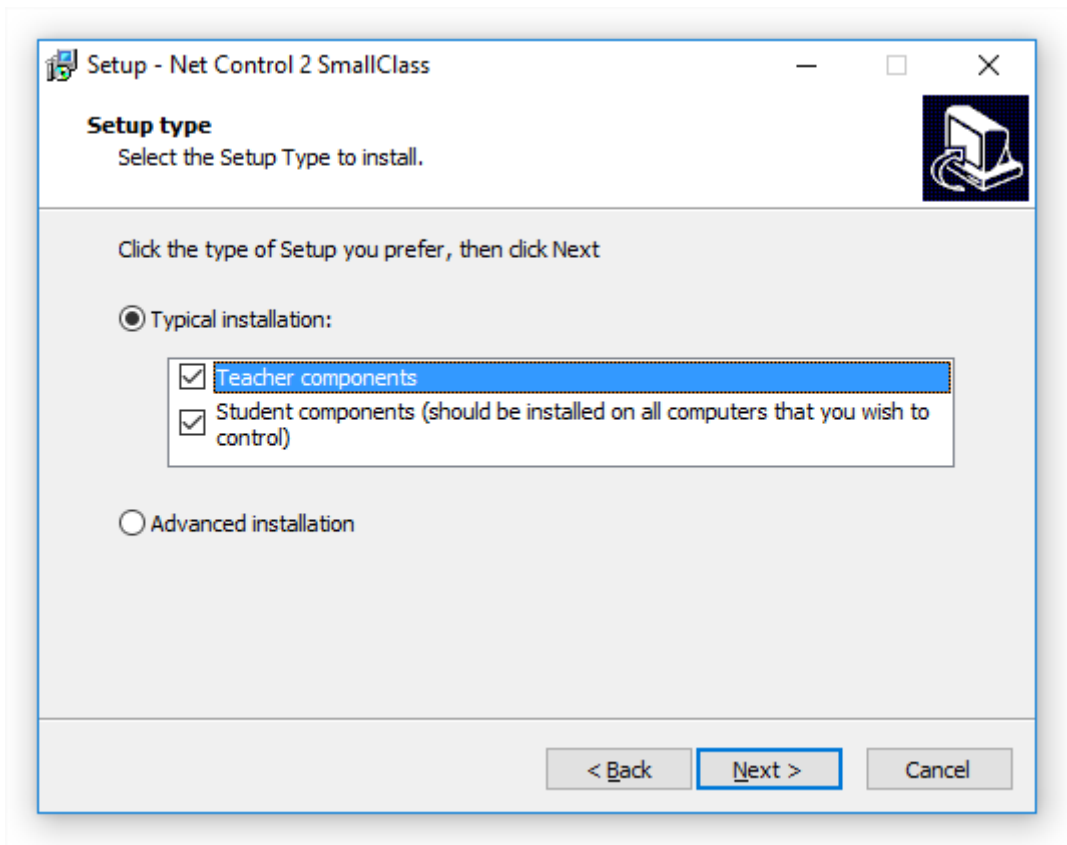 Setup - Net Control 2 SmallClass
Setup type
Select the Setup Type to install.
Click the type of Setup you prefer, then click Next
Typical installation:
Teacher components
Student components (should be installed on all computers that you wish to
control)
Advanced installation
< Back
Next >
Cancel